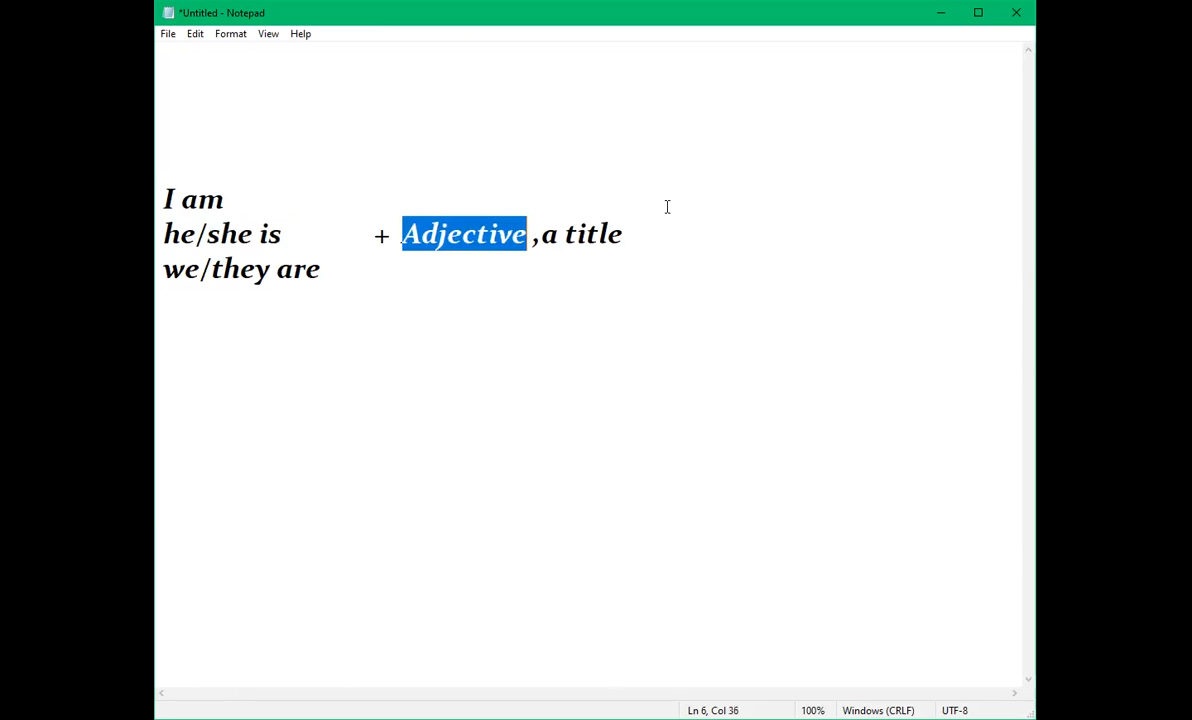 *Untitled - Notepad
File Edit Format View Help
I am
he/she is + Adjective ,a title
we/they are
Ln 6, Col 36 100% Windows (CRLF) UTF-8